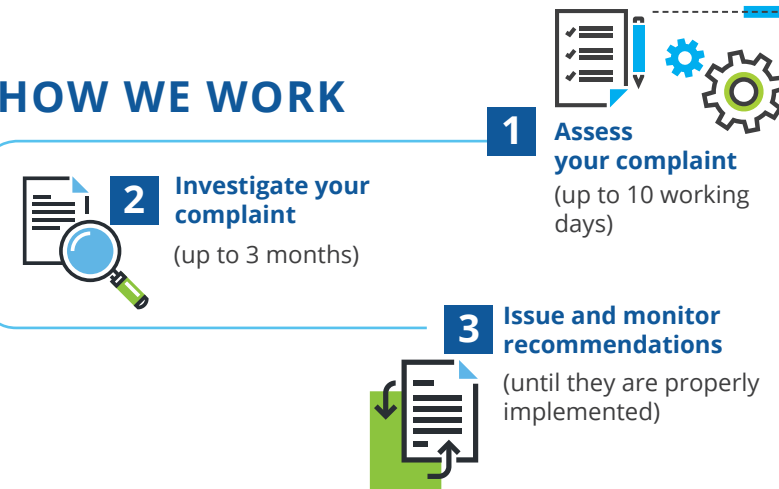 HOW WE WORK
1
Assess
your complaint
(up to 10 working
days)
2
Investigate your
complaint
(up to 3 months)
3
Issue and monitor
recommendations
(until they are properly
implemented)